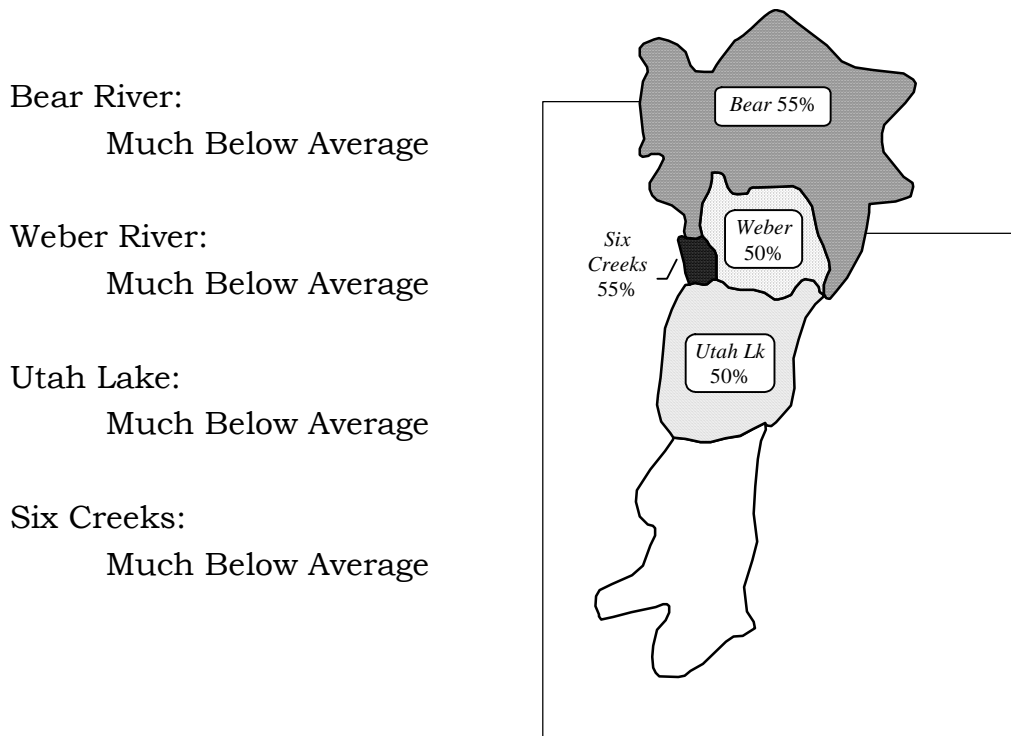 Bear River:
Much Below Average
Weber River:
Much Below Average
Utah Lake:
Much Below Average
Six Creeks:
Much Below Average
Bear 55%
Weber
50%
Six
Creeks
55%
Utah Lk
50%